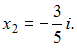 x₂ = -3/5 i.